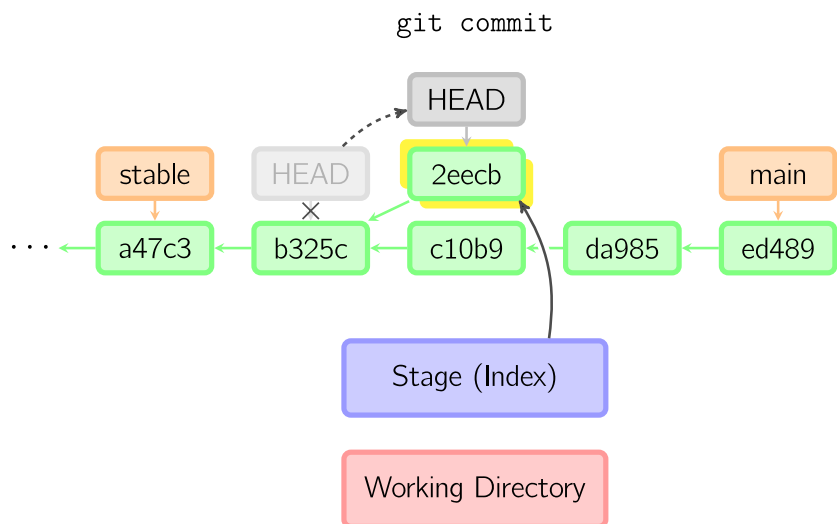 git commit
HEAD
stable
HEAD
2eecb
main
...
a47c3
b325c
c10b9
da985
ed489
Stage (Index)
Working Directory